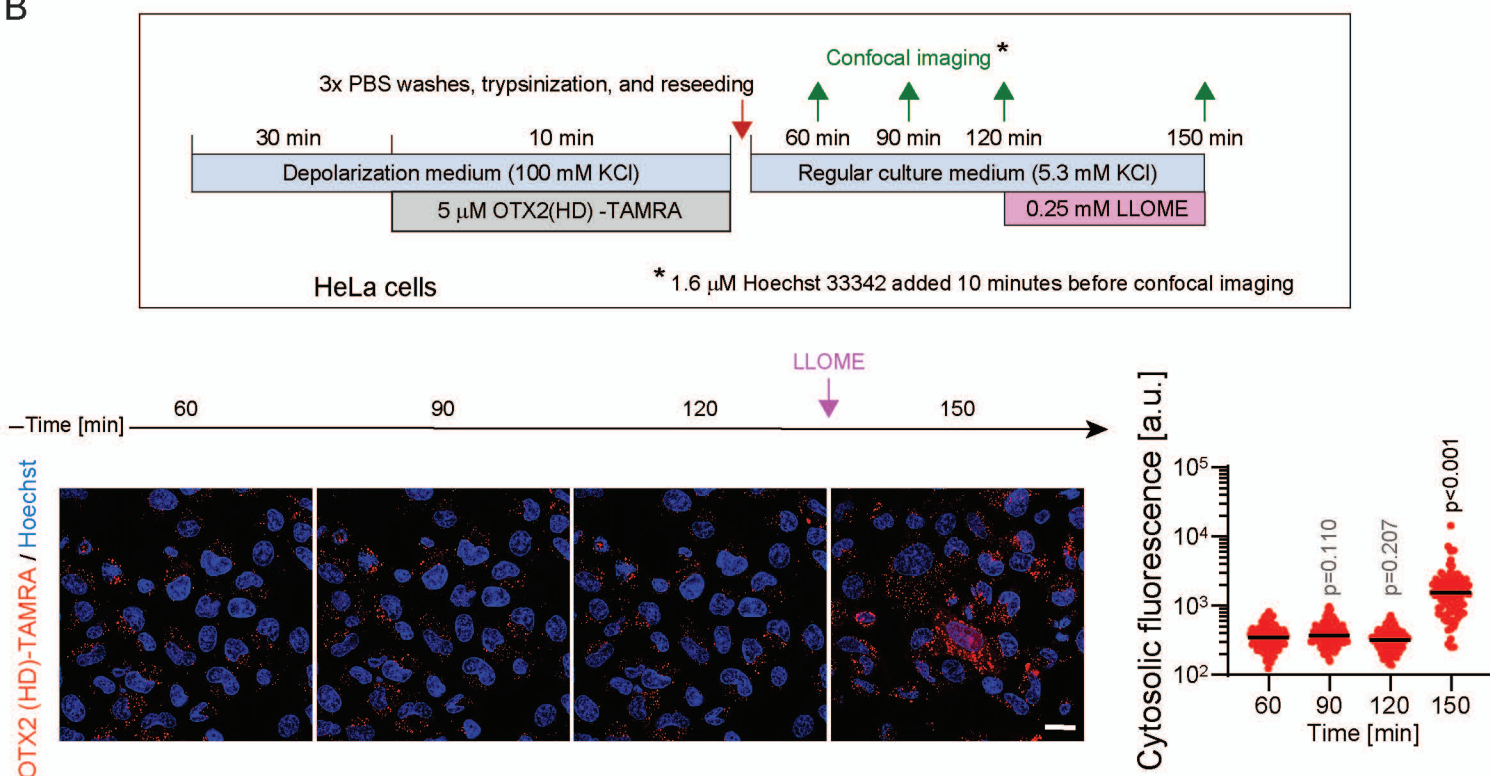 B
Confocal imaging *
3x PBS washes, trypsinization, and reseeding
30 min 10 min 60 min 90 min 120 min 150 min
Depolarization medium (100 mM KCl) Regular culture medium (5.3 mM KCl)
5 μM OTX2(HD) -TAMRA 0.25 mM LLOME
HeLa cells * 1.6 μM Hoechst 33342 added 10 minutes before confocal imaging
LLOME
Time [min] 60 90 120 150
OTX2 (HD)-TAMRA / Hoechst
Cytosolic fluorescence [a.u.]
10⁵
10⁴
10³
10²
p=0.110
p=0.207
p<0.001
60 90 120 150
Time [min]